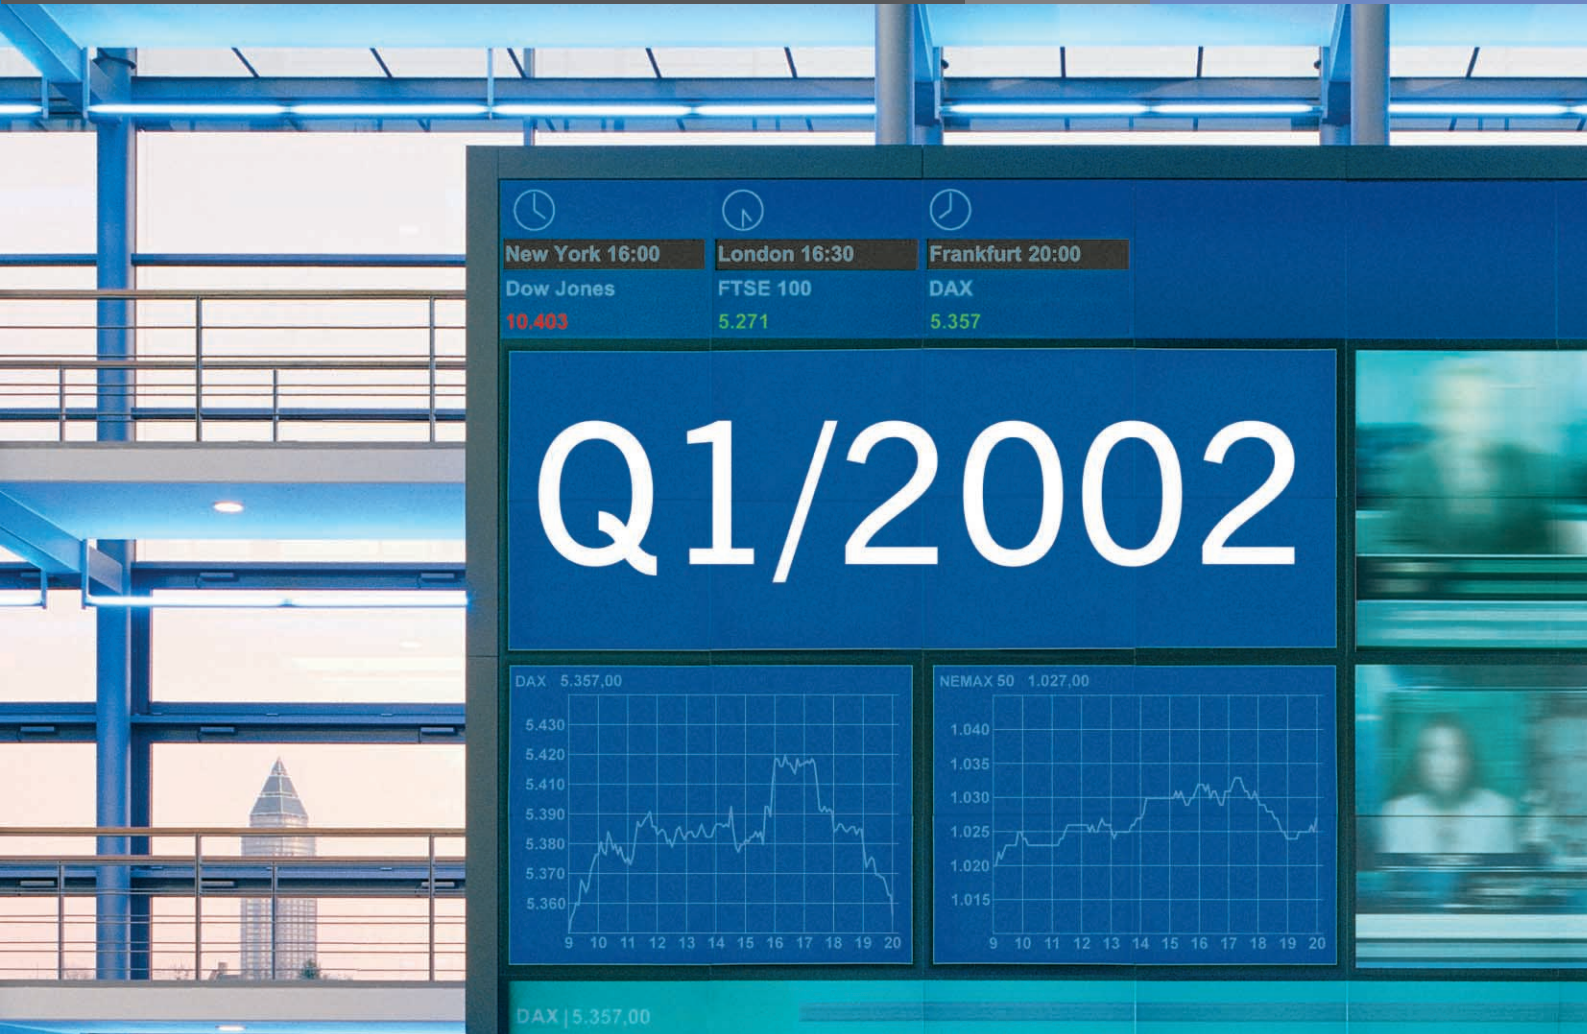 New York 16:00
London 16:30
Frankfurt 20:00
Dow Jones
FTSE 100
DAX
10.403
5.271
5.357
Q1/2002
DAX 5.357,00
5.430
5.420
5.410
5.390
5.380
5.370
5.360
9 10 11 12 13 14 15 16 17 18 19 20
NEMAX 50 1.027,00
1.040
1.035
1.030
1.025
1.020
1.015
9 10 11 12 13 14 15 16 17 18 19 20
DAX | 5.357,00